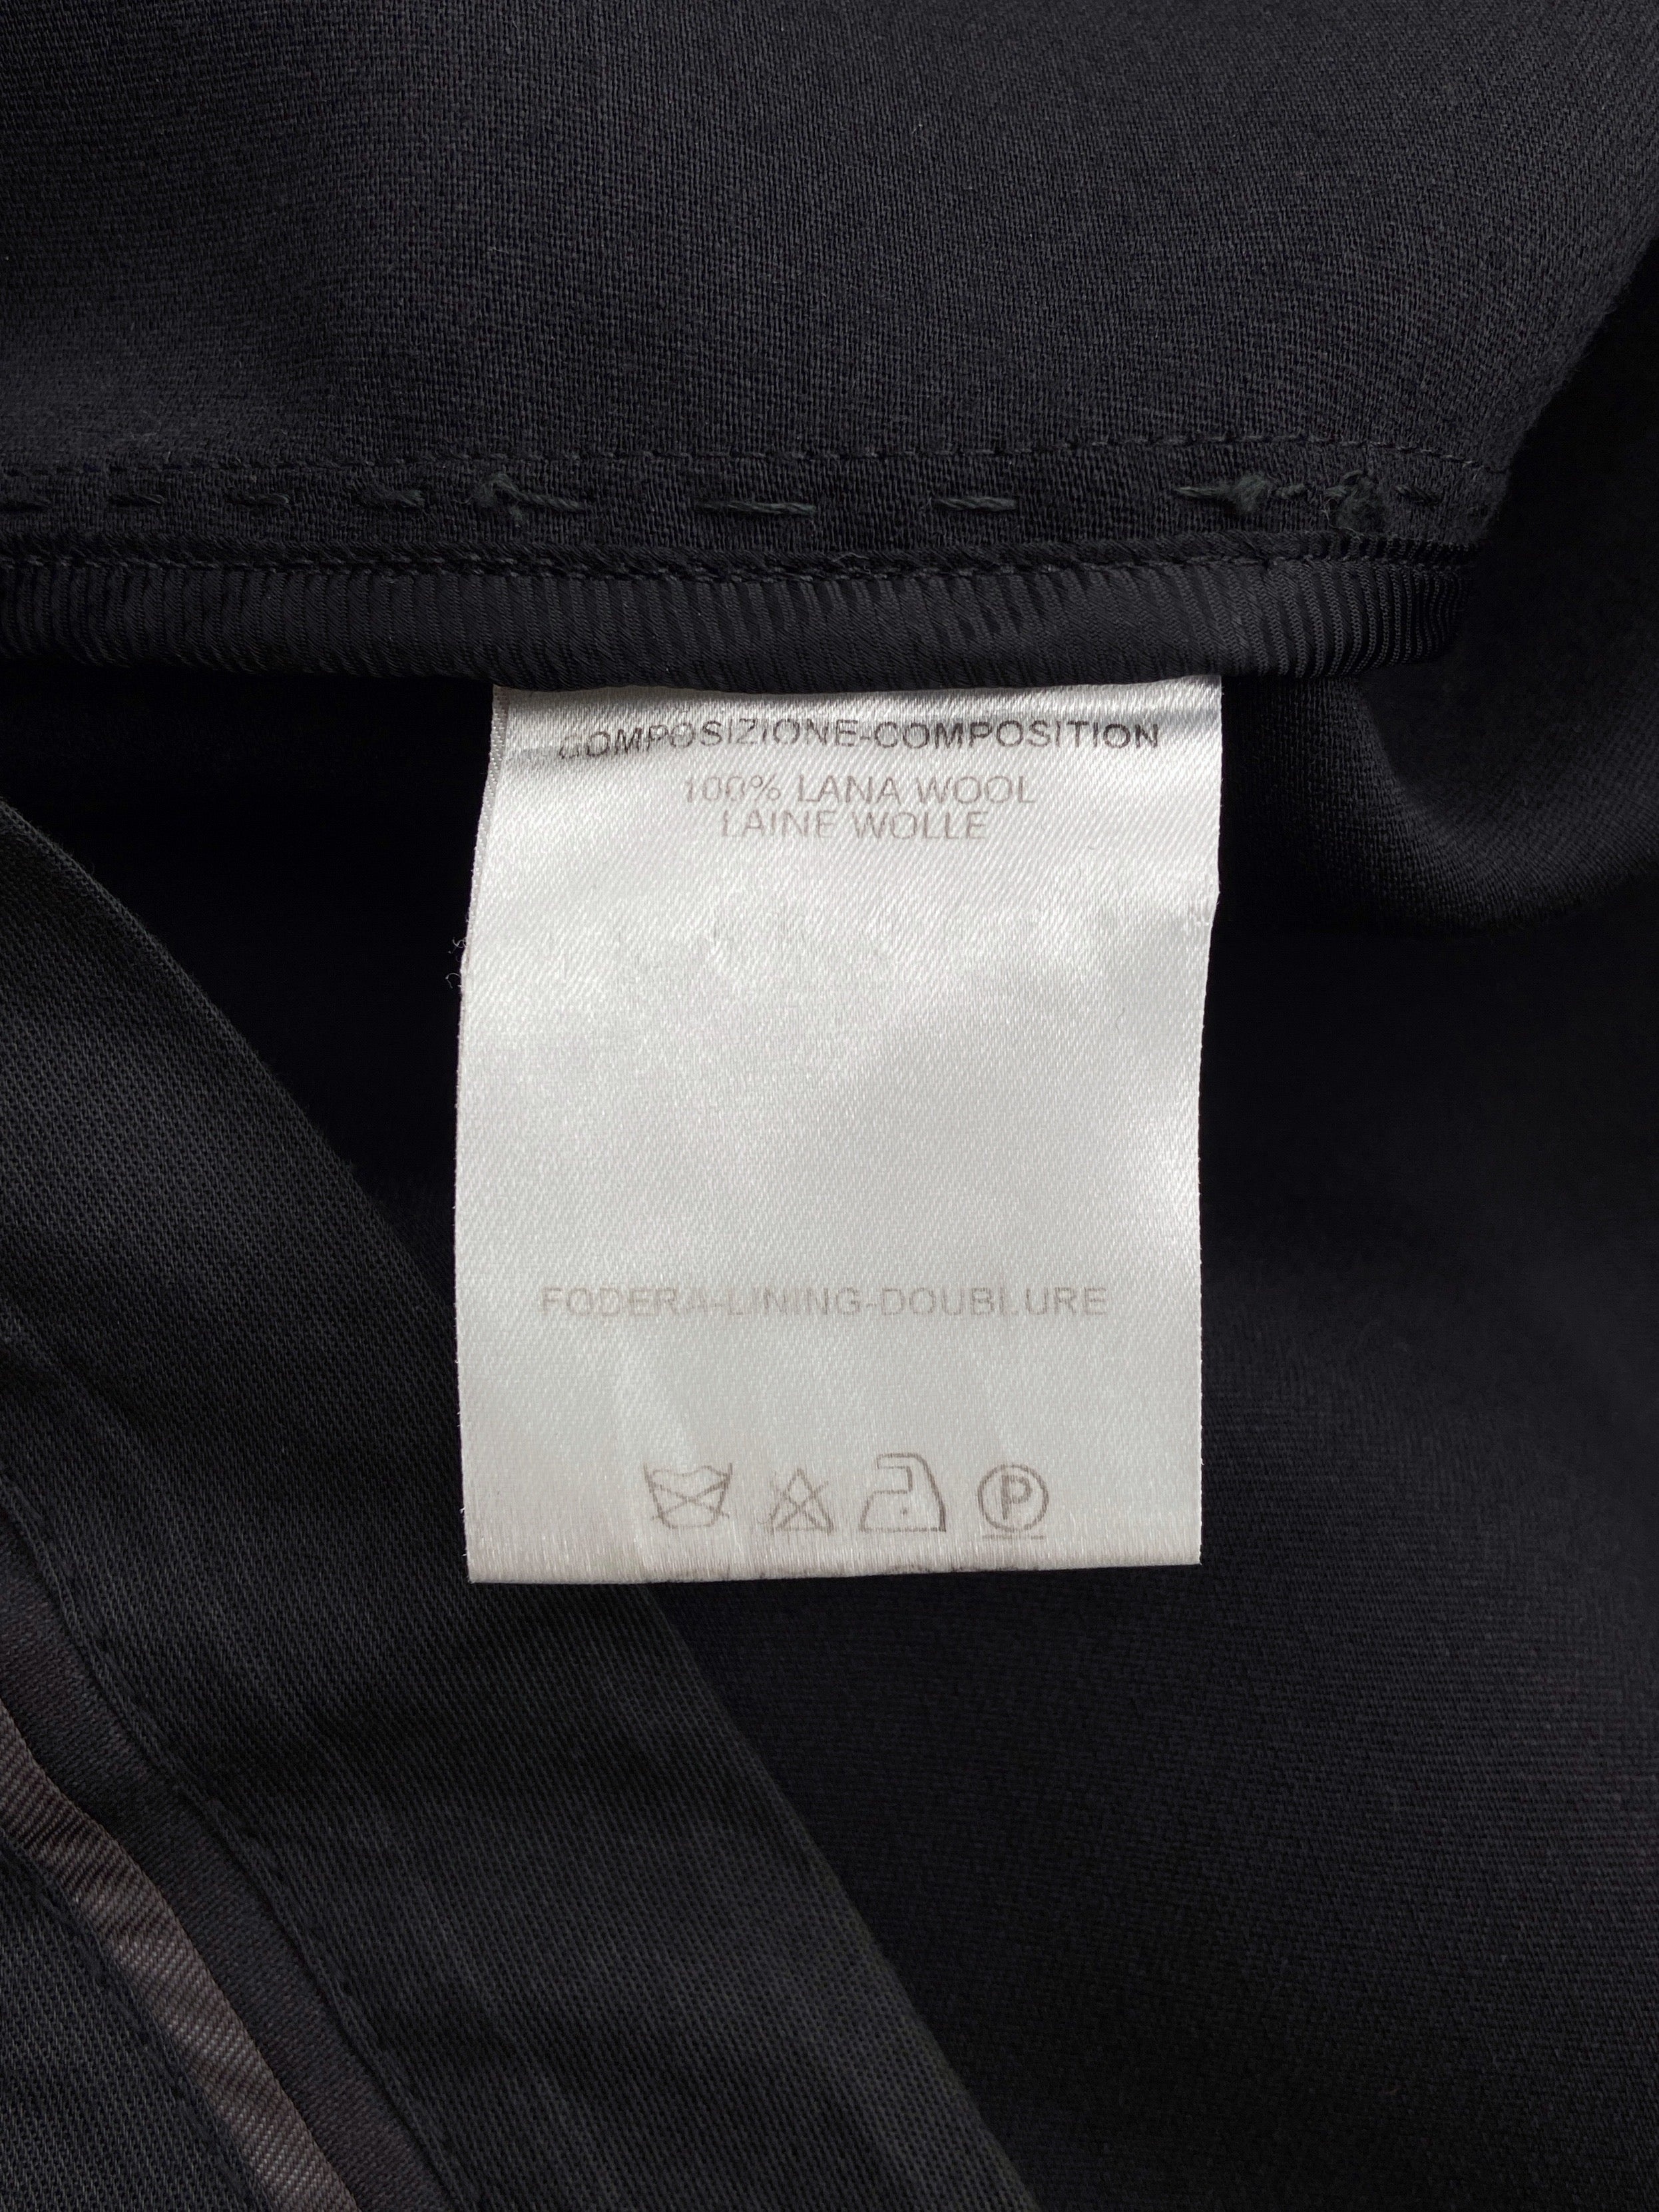 COMPOSIZIONE-COMPOSITION
100% LANA WOOL
LAINE WOLLE
FODERA-LINING-DOUBLURE
P